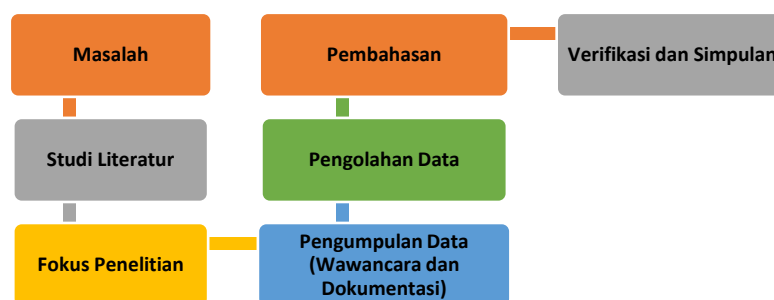 Masalah
Studi Literatur
Fokus Penelitian
Pengumpulan Data
(Wawancara dan
Dokumentasi)
Pengolahan Data
Pembahasan
Verifikasi dan Simpulan